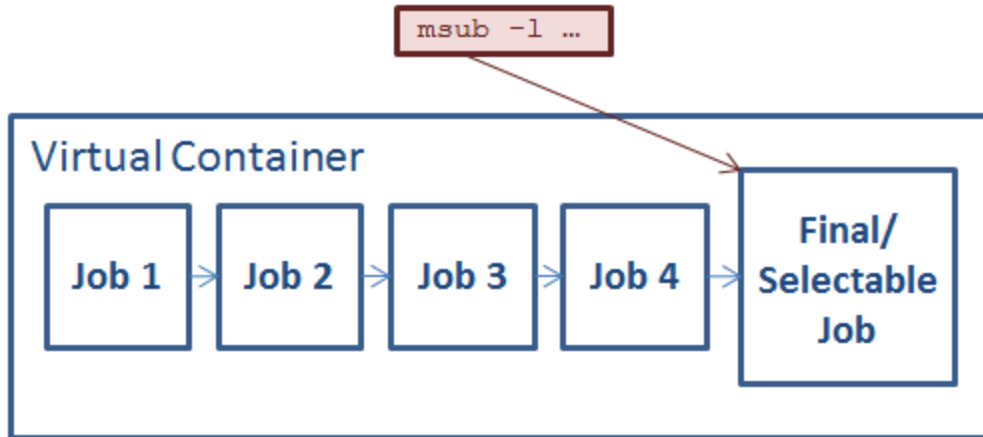 msub -l …
Virtual Container
Job 1
Job 2
Job 3
Job 4
Final/
Selectable
Job